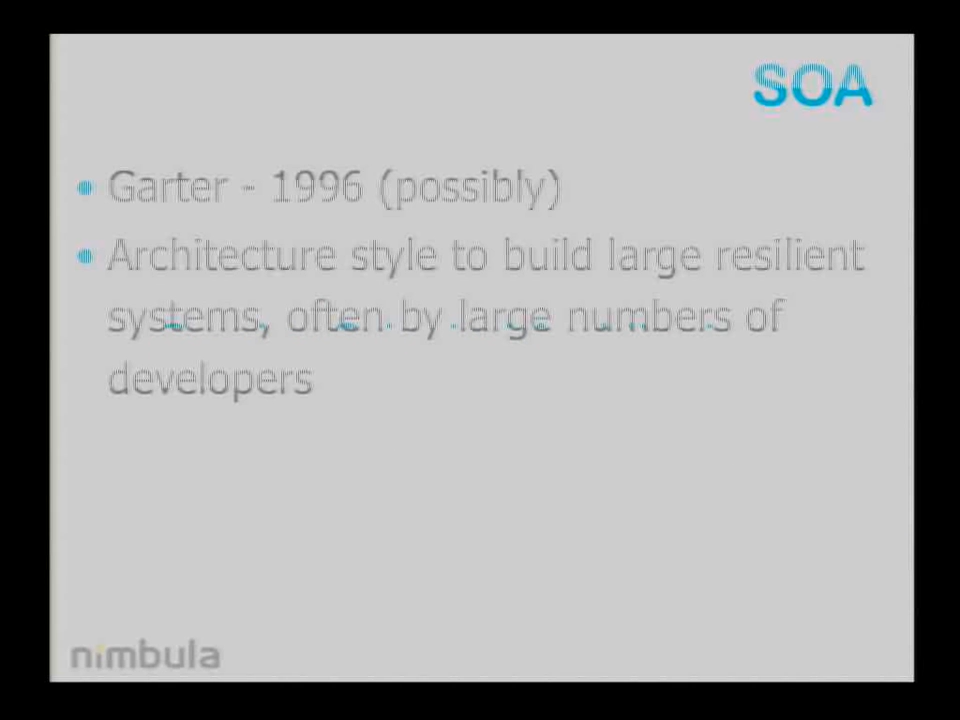 SOA
• Garter - 1996 (possibly)
• Architecture style to build large resilient
systems, often by large numbers of
developers
nimbula